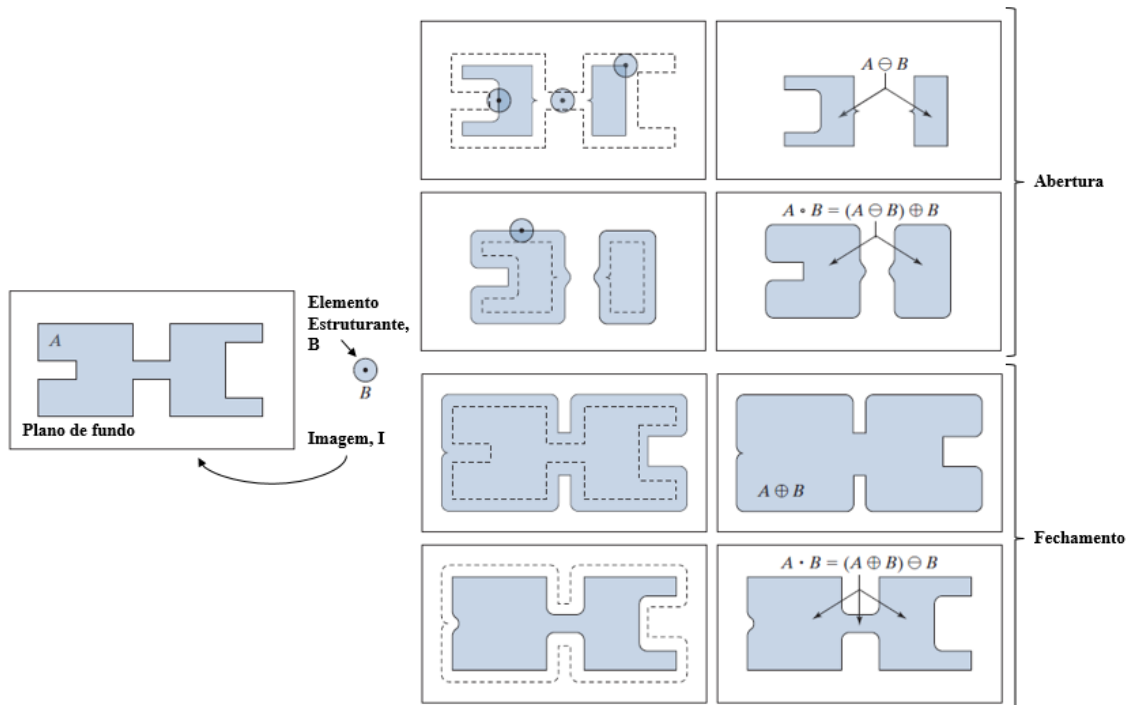 A
Plano de fundo
Elemento
Estruturante,
B
B
Imagem, I
A ⊖ B
A ∘ B = (A ⊖ B) ⊕ B
Abertura
A ⊕ B
A · B = (A ⊕ B) ⊖ B
Fechamento